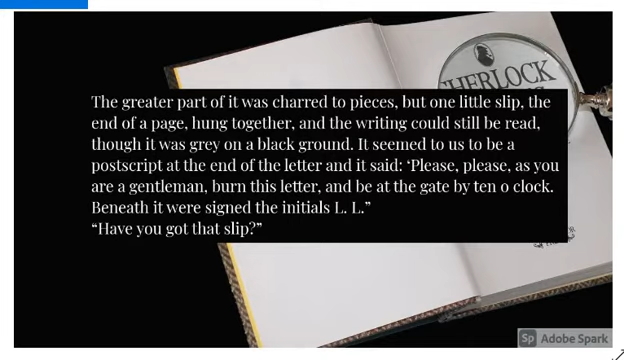 SHERLOCK
The greater part of it was charred to pieces, but one little slip, the
end of a page, hung together, and the writing could still be read,
though it was grey on a black ground. It seemed to us to be a
postscript at the end of the letter and it said: ‘Please, please, as you
are a gentleman, burn this letter, and be at the gate by ten o clock.
Beneath it were signed the initials L. L.”
“Have you got that slip?”
Sp Adobe Spark